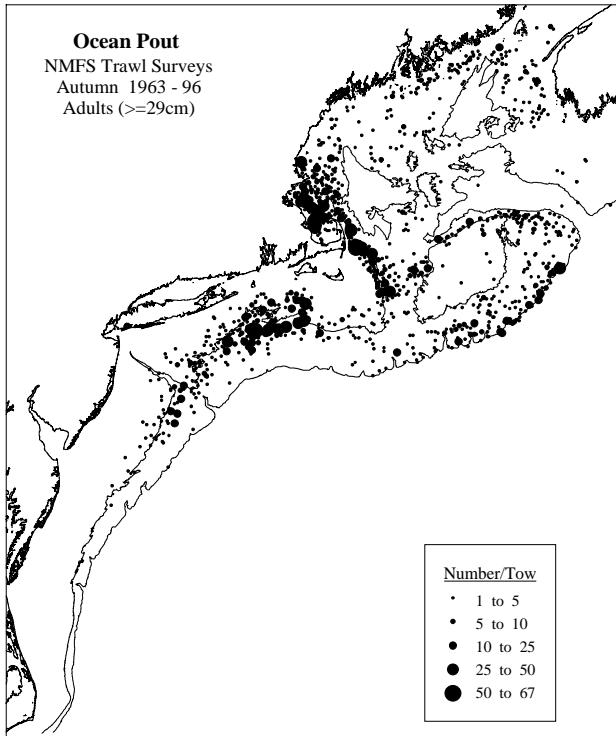 Ocean Pout
NMFS Trawl Surveys
Autumn 1963 - 96
Adults (>=29cm)
Number/Tow
1 to 5
5 to 10
10 to 25
25 to 50
50 to 67